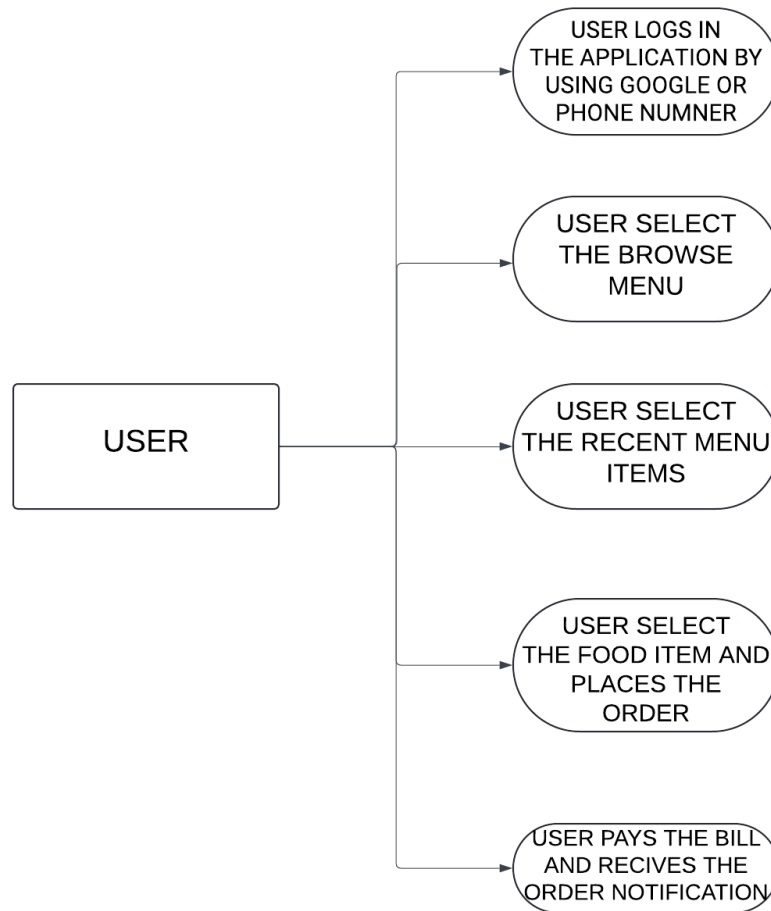 USER LOGS IN
THE APPLICATION BY
USING GOOGLE OR
PHONE NUMNER
USER SELECT
THE BROWSE
MENU
USER
USER SELECT
THE RECENT MENU
ITEMS
USER SELECT
THE FOOD ITEM AND
PLACES THE
ORDER
USER PAYS THE BILL
AND RECIVES THE
ORDER NOTIFICATION